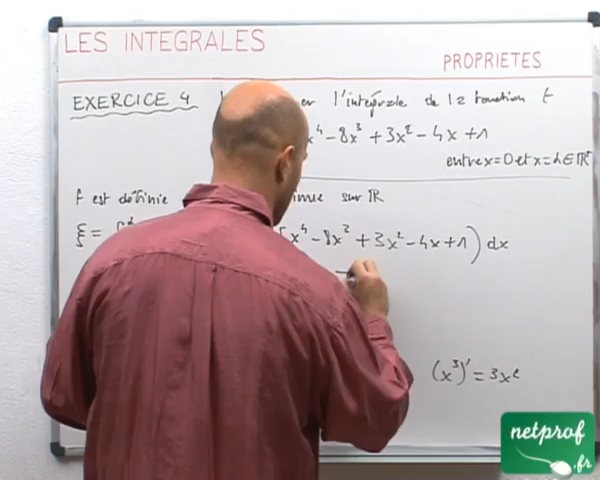 LES INTEGRALES
PROPRIETES
EXERCICE 4 l'intégrale de la fonction f
x⁴ - 8x³ + 3x² - 4x + 1
entre x=0 et x=
f est définie sur ℝ
x⁴ - 8x³ + 3x² - 4x + 1) dx
(x³)' = 3x²
netprof
.fr